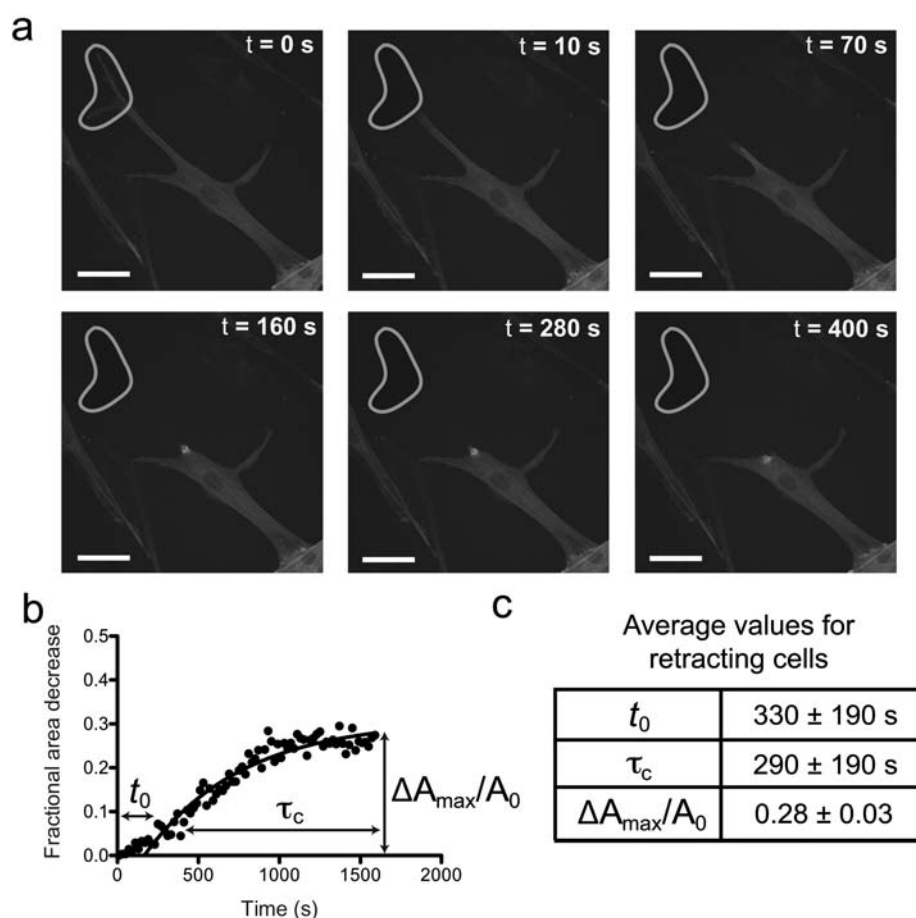 a
t = 0 s
t = 10 s
t = 70 s
t = 160 s
t = 280 s
t = 400 s
b
Fractional area decrease
0.5
0.4
0.3
0.2
0.1
0.0
t₀
τc
ΔAmax/A₀
0 500 1000 1500 2000
Time (s)
c
Average values for
retracting cells
t₀ 330 ± 190 s
τc 290 ± 190 s
ΔAmax/A₀ 0.28 ± 0.03